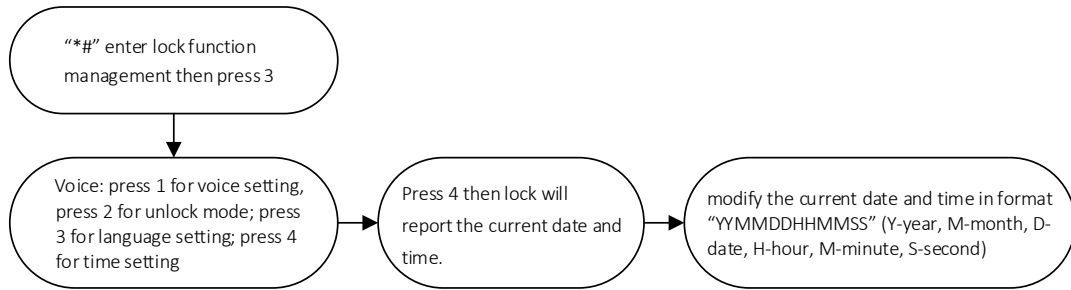 “*#” enter lock function
management then press 3
Voice: press 1 for voice setting,
press 2 for unlock mode; press
3 for language setting; press 4
for time setting
Press 4 then lock will
report the current date and
time.
modify the current date and time in format
“YYMMDDHHMMSS” (Y-year, M-month, D-
date, H-hour, M-minute, S-second)